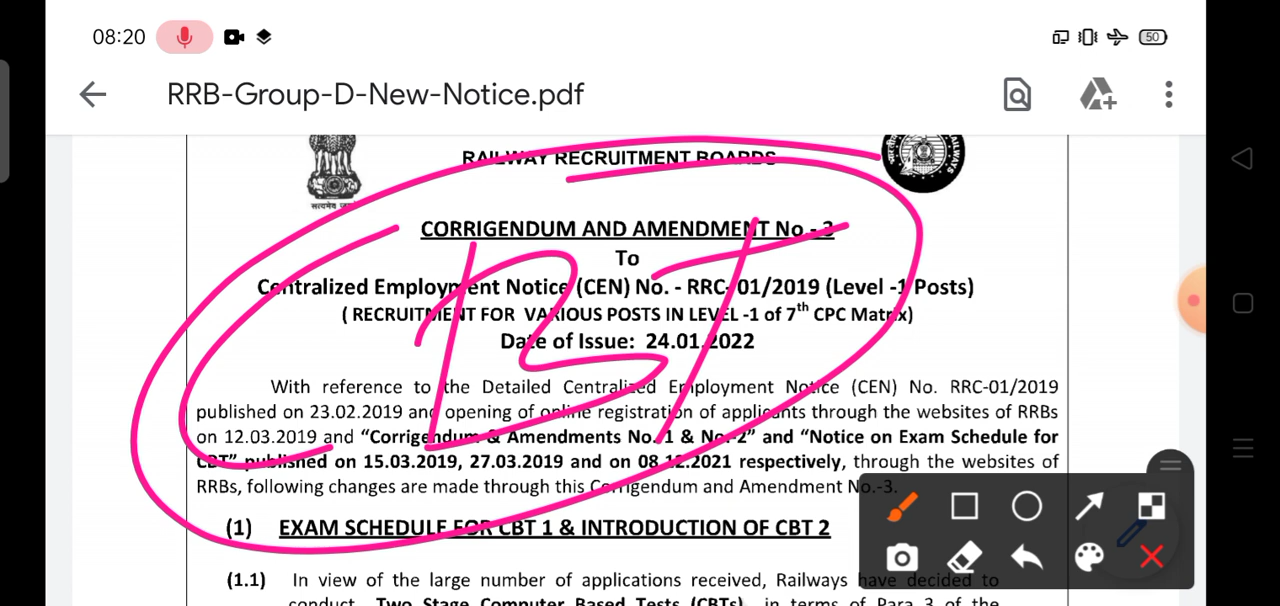 08:20
50
RRB-Group-D-New-Notice.pdf
RAILWAY RECRUITMENT BOARDS
CORRIGENDUM AND AMENDMENT No - 3
To
Centralized Employment Notice (CEN) No. - RRC- 01/2019 (Level -1 Posts)
( RECRUITMENT FOR VARIOUS POSTS IN LEVEL -1 of 7th CPC Matrix)
Date of Issue: 24.01.2022
With reference to the Detailed Centralized Employment Notice (CEN) No. RRC-01/2019
published on 23.02.2019 and opening of online registration of applicants through the websites of RRBs
on 12.03.2019 and “Corrigendum & Amendments No. 1 & No.-2” and “Notice on Exam Schedule for
CBT” published on 15.03.2019, 27.03.2019 and on 08.12.2021 respectively, through the websites of
RRBs, following changes are made through this Corrigendum and Amendment No.-3.
(1) EXAM SCHEDULE FOR CBT 1 & INTRODUCTION OF CBT 2
(1.1) In view of the large number of applications received, Railways have decided to
conduct Two Stage Computer Based Tests (CBTs) in terms of Para 3 of the